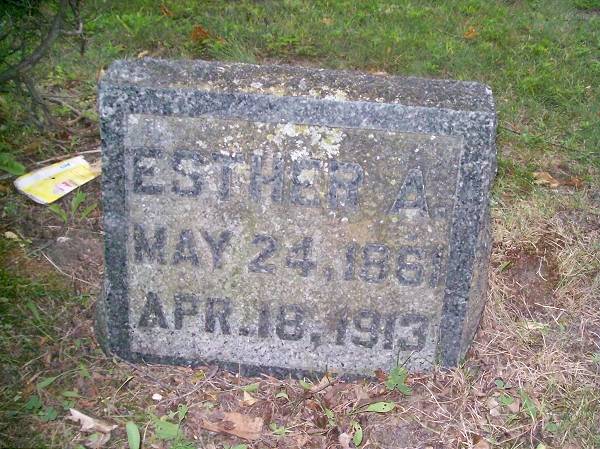 ESTHER A.
MAY 24, 1861
APR. 18, 1913